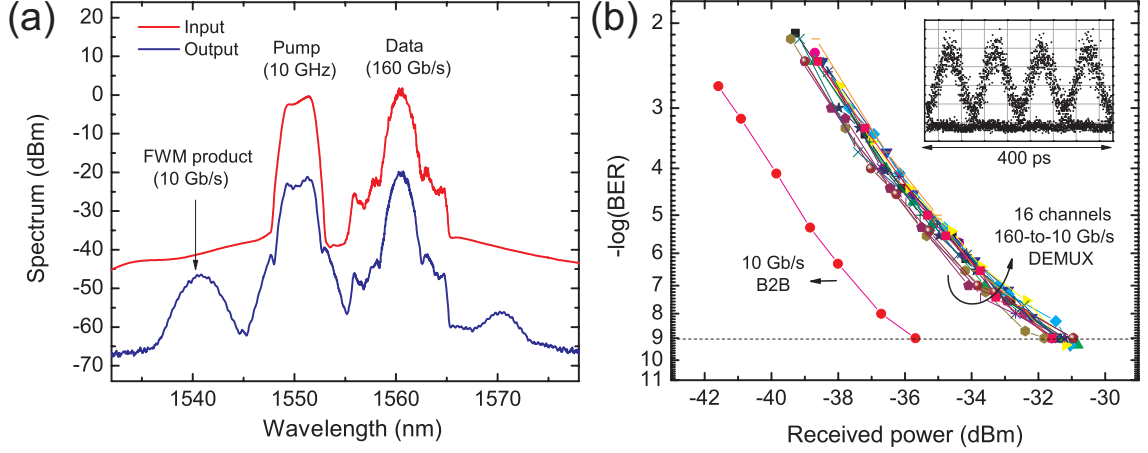 (a)
20
10
0
-10
-20
-30
-40
-50
-60
-70
Spectrum (dBm)
Input
Output
Pump
(10 GHz)
Data
(160 Gb/s)
FWM product
(10 Gb/s)
1540
1550
1560
1570
Wavelength (nm)
(b)
2
3
4
5
6
7
8
9
10
11
-log(BER)
400 ps
16 channels
160-to-10 Gb/s
DEMUX
10 Gb/s
B2B
-42
-40
-38
-36
-34
-32
-30
Received power (dBm)